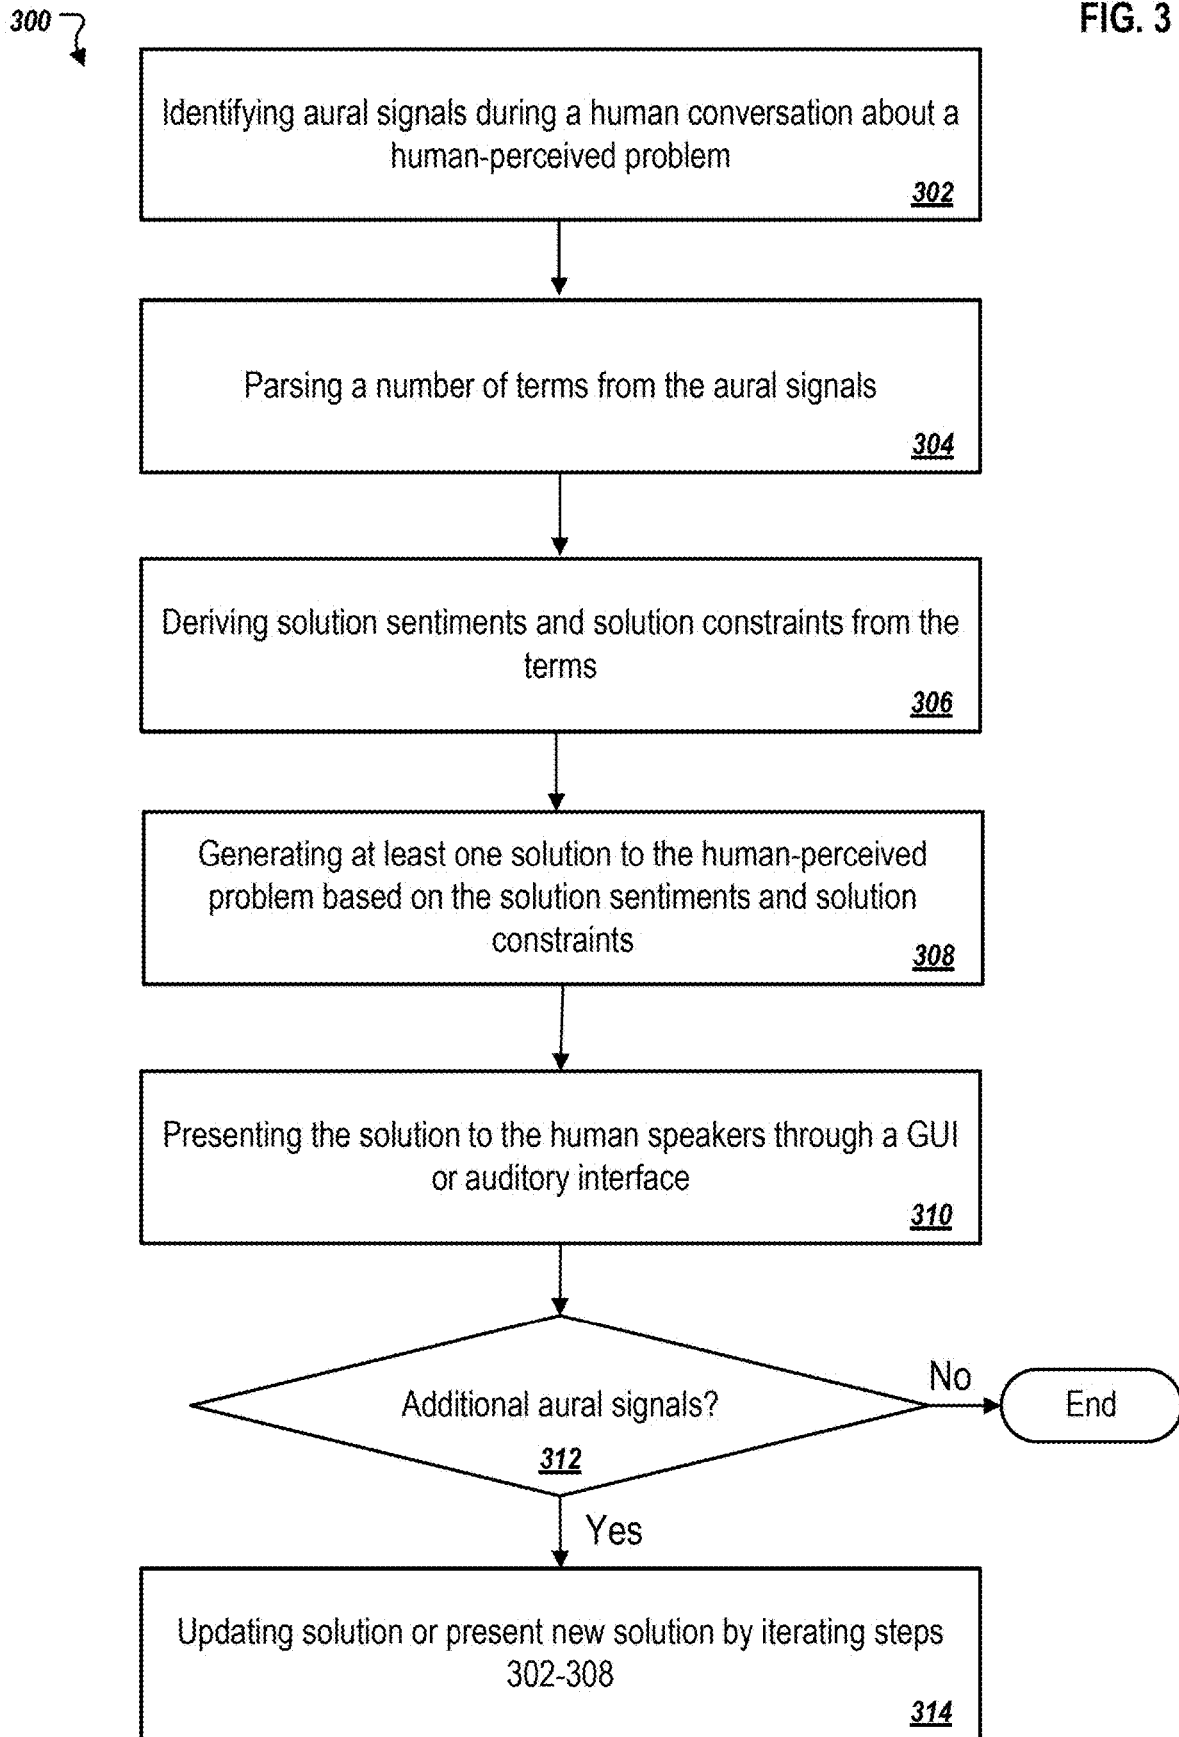 300
FIG. 3
Identifying aural signals during a human conversation about a
human-perceived problem
302
Parsing a number of terms from the aural signals
304
Deriving solution sentiments and solution constraints from the
terms
306
Generating at least one solution to the human-perceived
problem based on the solution sentiments and solution
constraints
308
Presenting the solution to the human speakers through a GUI
or auditory interface
310
Additional aural signals?
312
No
End
Yes
Updating solution or present new solution by iterating steps
302-308
314